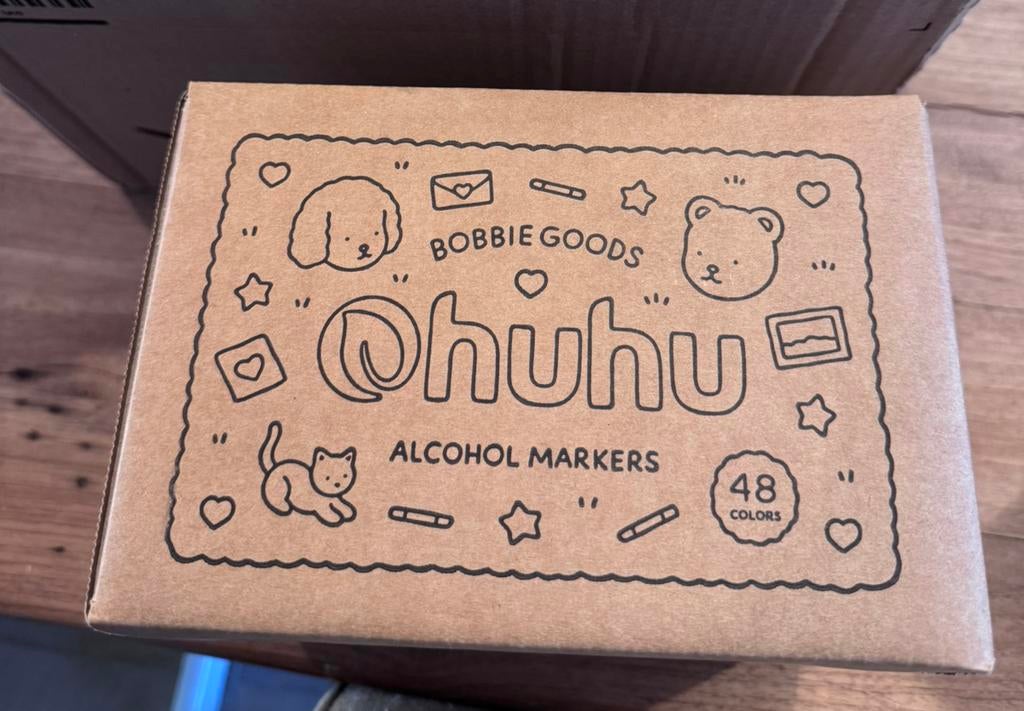 BOBBIE GOODS
Ohuhu
ALCOHOL MARKERS
48
COLORS